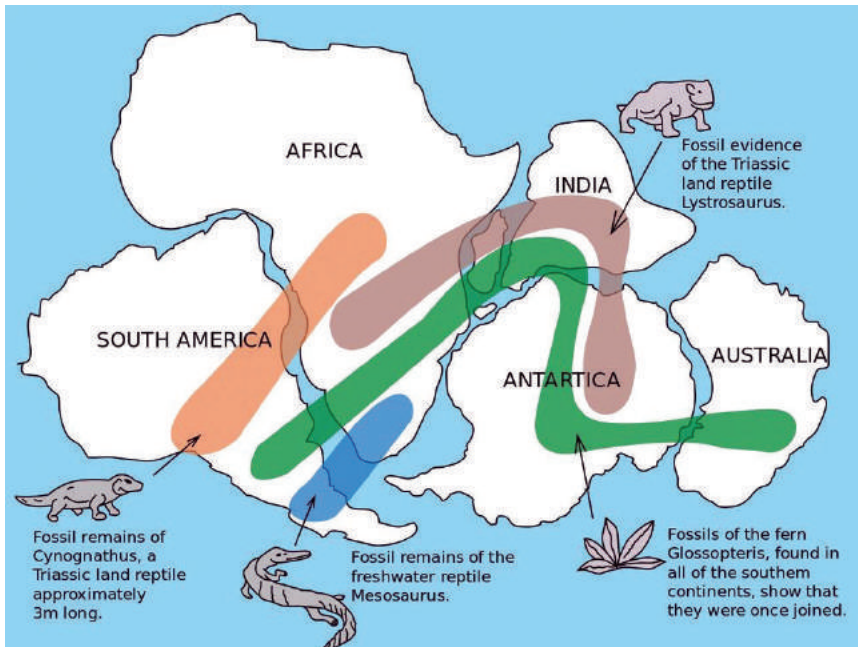 AFRICA
INDIA
SOUTH AMERICA
ANTARTICA
AUSTRALIA
Fossil evidence
of the Triassic
land reptile
Lystrosaurus.
Fossil remains of
Cynognathus, a
Triassic land reptile
approximately
3m long.
Fossil remains of the
freshwater reptile
Mesosaurus.
Fossils of the fern
Glossopteris, found in
all of the southem
continents, show that
they were once joined.